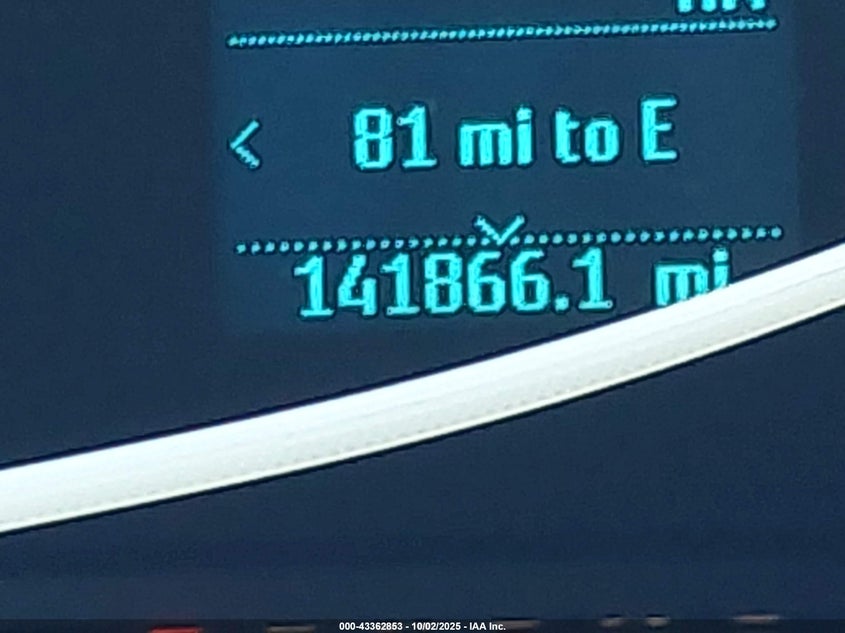 < 81 mi to E
141866.1 mi
000-43362853 - 10/02/2025 - IAA Inc.